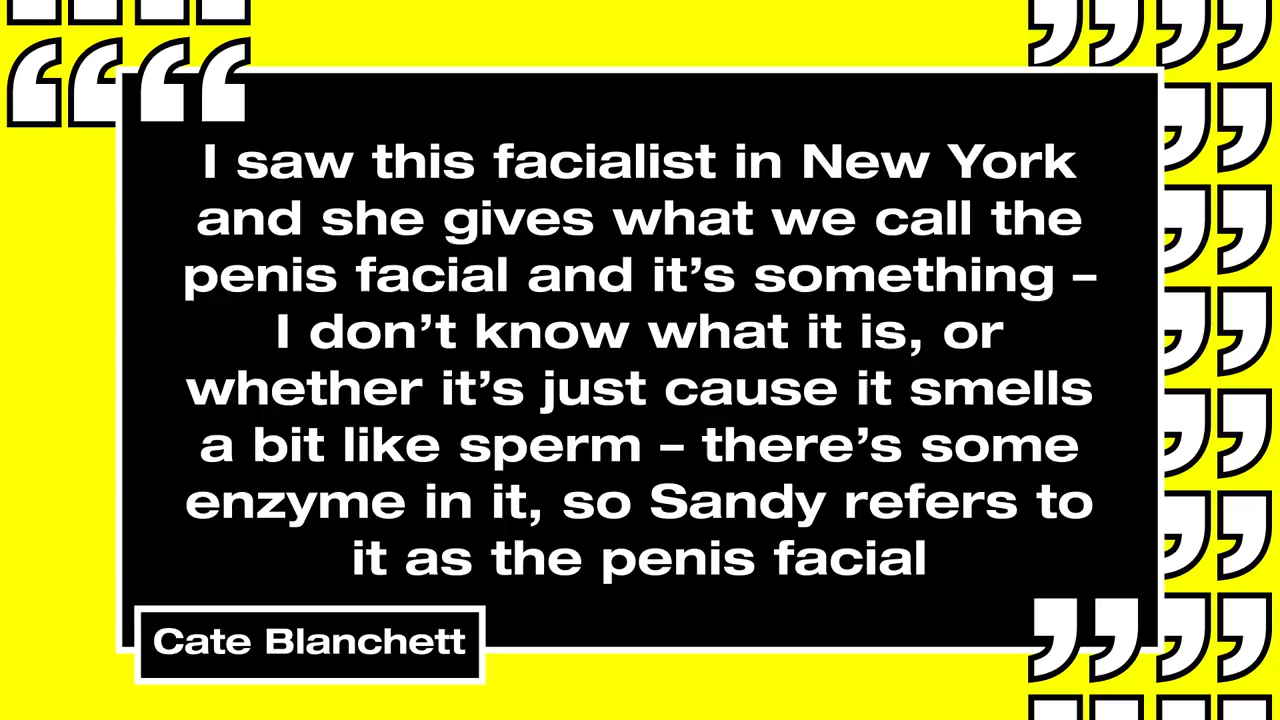 I saw this facialist in New York
and she gives what we call the
penis facial and it’s something –
I don’t know what it is, or
whether it’s just cause it smells
a bit like sperm – there’s some
enzyme in it, so Sandy refers to
it as the penis facial
Cate Blanchett